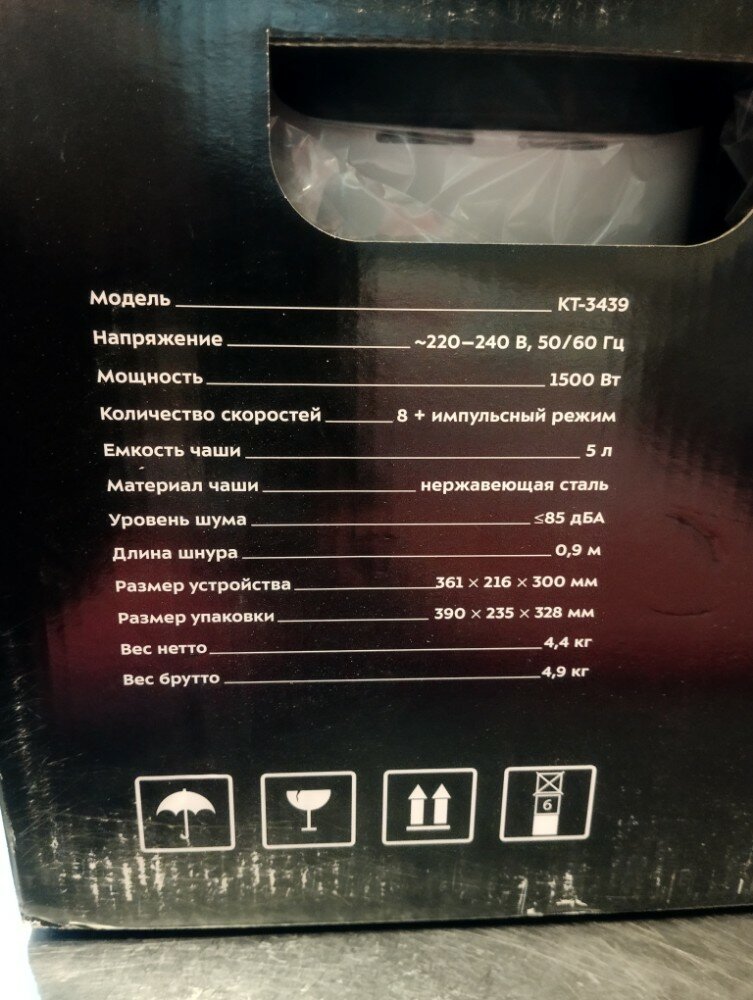 Модель KT-3439
Напряжение ~220–240 В, 50/60 Гц
Мощность 1500 Вт
Количество скоростей 8 + импульсный режим
Емкость чаши 5 л
Материал чаши нержавеющая сталь
Уровень шума ≤85 дБА
Длина шнура 0,9 м
Размер устройства 361 × 216 × 300 мм
Размер упаковки 390 × 235 × 328 мм
Вес нетто 4,4 кг
Вес брутто 4,9 кг
6